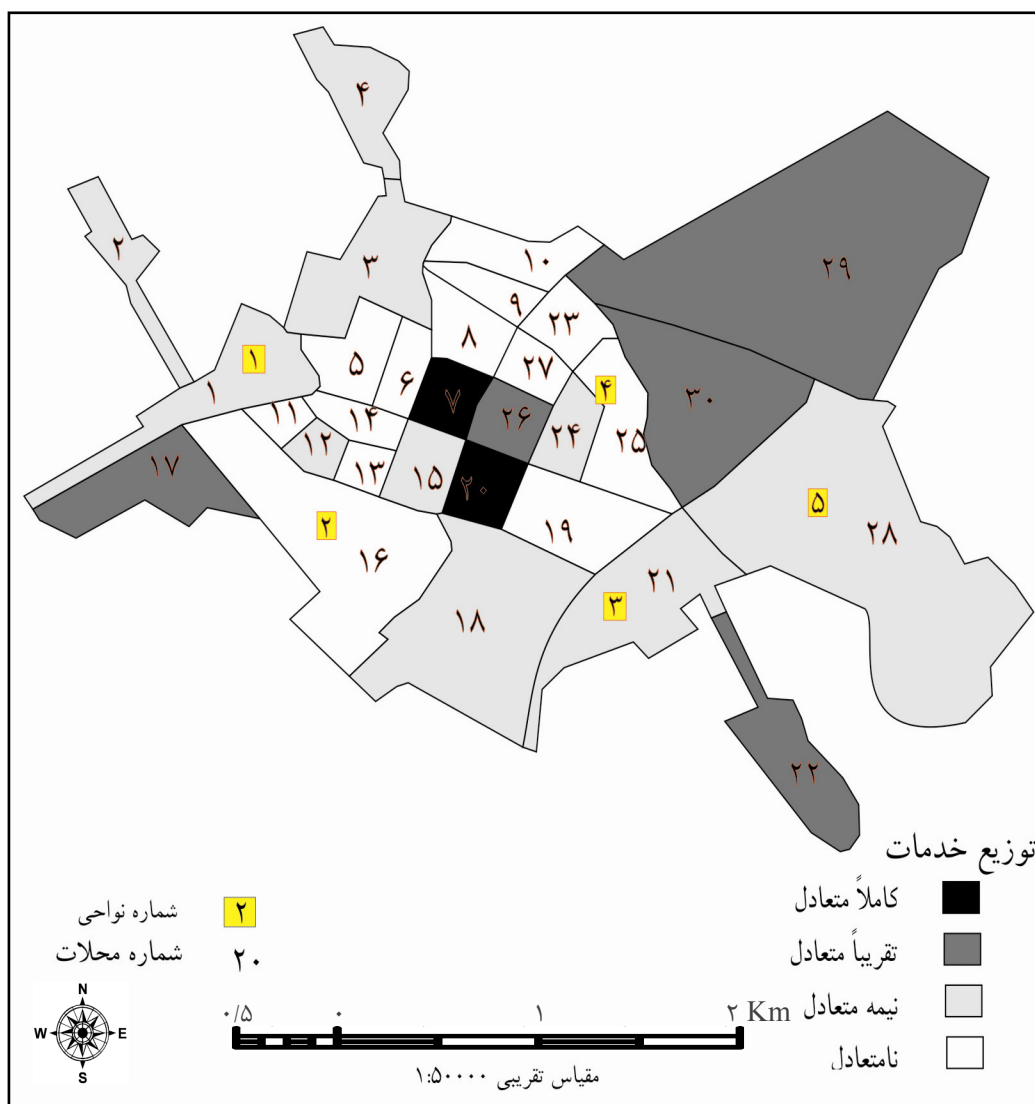 ۴
۲۹
۲
۱۰
۳
۹
۲۳
۸
۱
۵
۲۷
۴
۱
۶
۷
۲۶
۳۰
۱۱
۱۴
۲۴
۲۵
۱۲
۱۷
۱۳
۱۵
۲۰
۵
۲
۱۹
۲۸
۱۶
۲۱
۳
۱۸
۲۲
توزیع خدمات
کاملاً متعادل
تقریباً متعادل
نیمه متعادل
نامتعادل
۲ شماره نواحی
۲۰ شماره محلات
N
W E
S
۰/۵ ۰ ۱ ۲ Km
مقیاس تقریبی ۱:۵۰۰۰۰